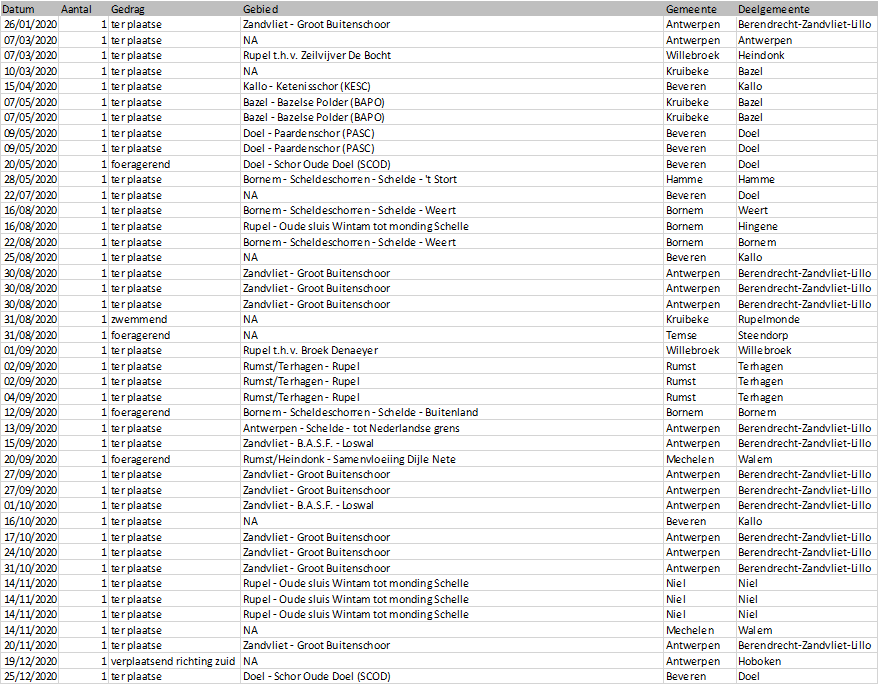 Datum Aantal Gedrag Gebied Gemeente Deelgemeente
26/01/2020 1 ter plaatse Zandvliet - Groot Buitenschoor Antwerpen Berendrecht-Zandvliet-Lillo
07/03/2020 1 ter plaatse NA Antwerpen Antwerpen
07/03/2020 1 ter plaatse Rupel t.h.v. Zeilvijver De Bocht Willebroek Heindonk
10/03/2020 1 ter plaatse NA Kruibeke Bazel
15/04/2020 1 ter plaatse Kallo - Ketenisschor (KESC) Beveren Kallo
07/05/2020 1 ter plaatse Bazel - Bazelse Polder (BAPO) Kruibeke Bazel
07/05/2020 1 ter plaatse Bazel - Bazelse Polder (BAPO) Kruibeke Bazel
09/05/2020 1 ter plaatse Doel - Paardenschor (PASC) Beveren Doel
09/05/2020 1 ter plaatse Doel - Paardenschor (PASC) Beveren Doel
20/05/2020 1 foeragerend Doel - Schor Oude Doel (SCOD) Beveren Doel
28/05/2020 1 ter plaatse Bornem - Scheldeschorren - Schelde - 't Stort Hamme Hamme
22/07/2020 1 ter plaatse NA Beveren Doel
16/08/2020 1 ter plaatse Bornem - Scheldeschorren - Schelde - Weert Bornem Weert
16/08/2020 1 ter plaatse Rupel - Oude sluis Wintam tot monding Schelle Bornem Hingene
22/08/2020 1 ter plaatse Bornem - Scheldeschorren - Schelde - Weert Bornem Bornem
25/08/2020 1 ter plaatse NA Beveren Kallo
30/08/2020 1 ter plaatse Zandvliet - Groot Buitenschoor Antwerpen Berendrecht-Zandvliet-Lillo
30/08/2020 1 ter plaatse Zandvliet - Groot Buitenschoor Antwerpen Berendrecht-Zandvliet-Lillo
30/08/2020 1 ter plaatse Zandvliet - Groot Buitenschoor Antwerpen Berendrecht-Zandvliet-Lillo
31/08/2020 1 zwemmend NA Kruibeke Rupelmonde
31/08/2020 1 foeragerend NA Temse Steendorp
01/09/2020 1 ter plaatse Rupel t.h.v. Broek Denaeyer Willebroek Willebroek
02/09/2020 1 ter plaatse Rumst/Terhagen - Rupel Rumst Terhagen
02/09/2020 1 ter plaatse Rumst/Terhagen - Rupel Rumst Terhagen
04/09/2020 1 ter plaatse Rumst/Terhagen - Rupel Rumst Terhagen
12/09/2020 1 foeragerend Bornem - Scheldeschorren - Schelde - Buitenland Bornem Bornem
13/09/2020 1 ter plaatse Antwerpen - Schelde - tot Nederlandse grens Antwerpen Berendrecht-Zandvliet-Lillo
15/09/2020 1 ter plaatse Zandvliet - B.A.S.F. - Loswal Antwerpen Berendrecht-Zandvliet-Lillo
20/09/2020 1 foeragerend Rumst/Heindonk - Samenvloeiing Dijle Nete Mechelen Walem
27/09/2020 1 ter plaatse Zandvliet - Groot Buitenschoor Antwerpen Berendrecht-Zandvliet-Lillo
27/09/2020 1 ter plaatse Zandvliet - Groot Buitenschoor Antwerpen Berendrecht-Zandvliet-Lillo
01/10/2020 1 ter plaatse Zandvliet - B.A.S.F. - Loswal Antwerpen Berendrecht-Zandvliet-Lillo
16/10/2020 1 ter plaatse NA Beveren Kallo
17/10/2020 1 ter plaatse Zandvliet - Groot Buitenschoor Antwerpen Berendrecht-Zandvliet-Lillo
24/10/2020 1 ter plaatse Zandvliet - Groot Buitenschoor Antwerpen Berendrecht-Zandvliet-Lillo
31/10/2020 1 ter plaatse Zandvliet - Groot Buitenschoor Antwerpen Berendrecht-Zandvliet-Lillo
14/11/2020 1 ter plaatse Rupel - Oude sluis Wintam tot monding Schelle Niel Niel
14/11/2020 1 ter plaatse Rupel - Oude sluis Wintam tot monding Schelle Niel Niel
14/11/2020 1 ter plaatse Rupel - Oude sluis Wintam tot monding Schelle Niel Niel
14/11/2020 1 ter plaatse NA Mechelen Walem
20/11/2020 1 ter plaatse Zandvliet - Groot Buitenschoor Antwerpen Berendrecht-Zandvliet-Lillo
19/12/2020 1 verplaatsend richting zuid NA Antwerpen Hoboken
25/12/2020 1 ter plaatse Doel - Schor Oude Doel (SCOD) Beveren Doel